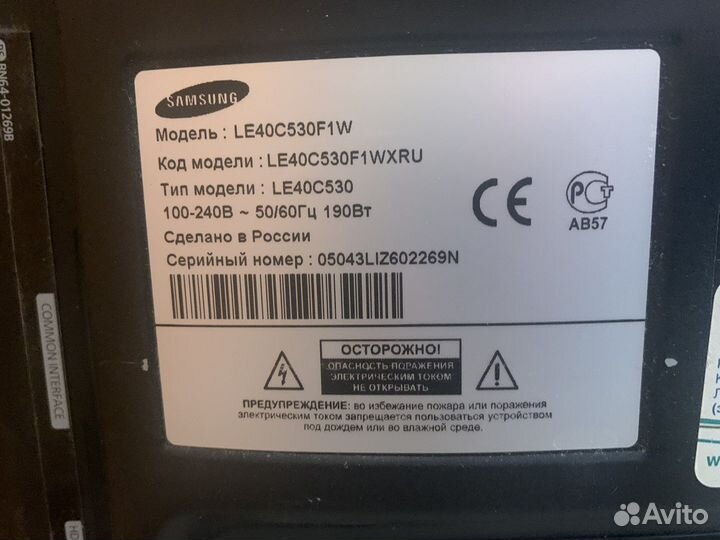 BN64-01269B
COMMON INTERFACE
SAMSUNG
Модель : LE40C530F1W
Код модели : LE40C530F1WXRU
Тип модели : LE40C530
100-240В ~ 50/60Гц 190Вт
Сделано в России
Серийный номер : 05043LIZ602269N
CE
РСТ
АВ57
ОСТОРОЖНО!
ОПАСНОСТЬ ПОРАЖЕНИЯ
ЭЛЕКТРИЧЕСКИМ ТОКОМ
НЕ ОТКРЫВАТЬ
ПРЕДУПРЕЖДЕНИЕ: во избежание пожара или поражения
электрическим током запрещается пользоваться устройством
под дождем или во влажной среде.
Avito